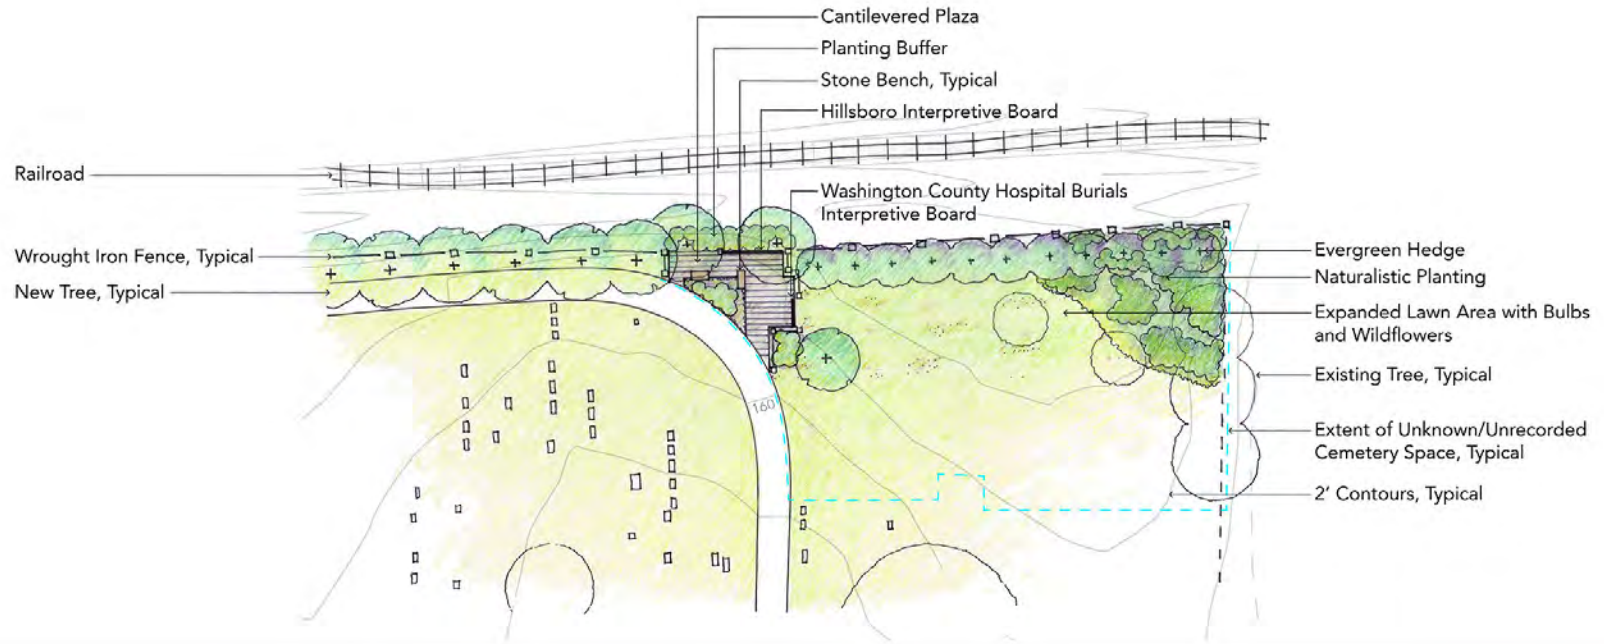 Cantilevered Plaza
Planting Buffer
Stone Bench, Typical
Hillsboro Interpretive Board
Railroad
Washington County Hospital Burials
Interpretive Board
Wrought Iron Fence, Typical
New Tree, Typical
Evergreen Hedge
Naturalistic Planting
Expanded Lawn Area with Bulbs
and Wildflowers
Existing Tree, Typical
160
Extent of Unknown/Unrecorded
Cemetery Space, Typical
2’ Contours, Typical